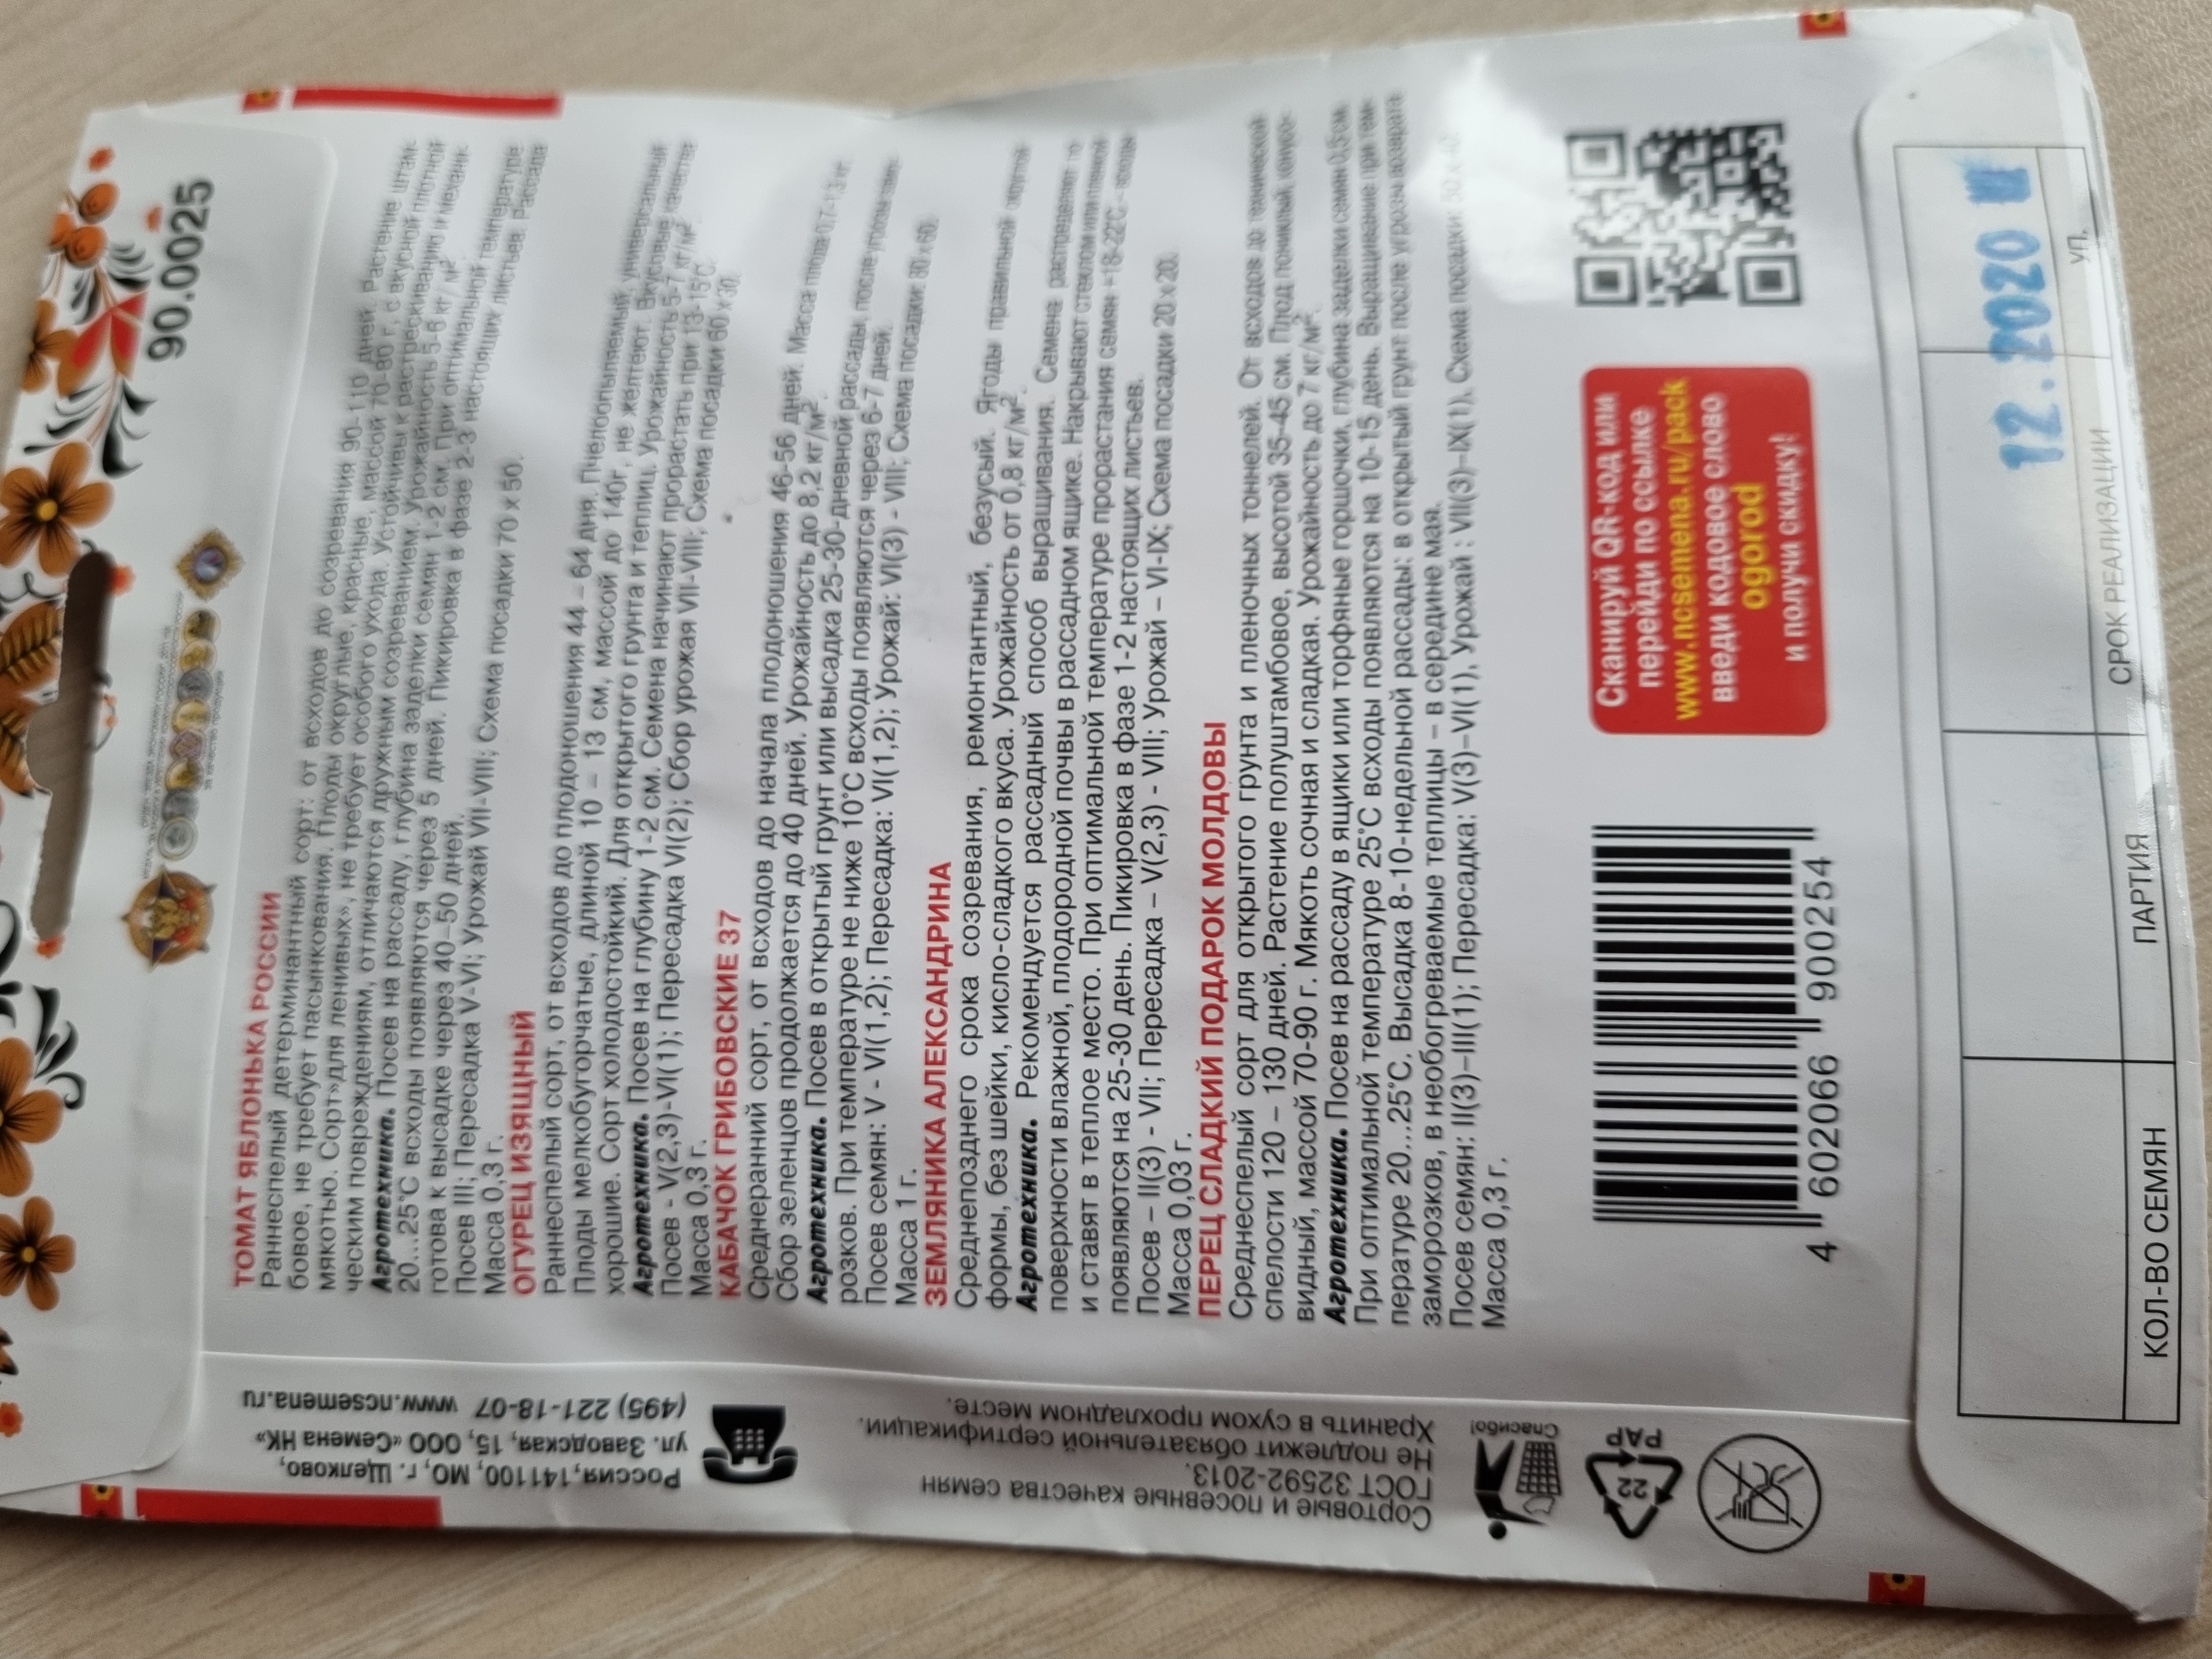 90.0025
ТОМАТ ЯБЛОНЬКА РОССИИ
Раннеспелый детерминантный сорт: от всходов до созревания 90-110 дней. Растение штам-
бовое, не требует пасынкования. Плоды округлые, красные, массой 70-80 г, с вкусной плотной
мякотью. Сорт»для ленивых», не требует особого ухода. Устойчивы к растрескиванию и механи-
ческим повреждениям, отличаются дружным созреванием, урожайность 5-6 кг/ м².
Агротехника. Посев на рассаду, глубина заделки семян 1-2 см. При оптимальной температуре
20...25°С всходы появляются через 5 дней. Пикировка в фазе 2-3 настоящих листьев. Рассада
готова к высадке через 40-50 дней.
Посев III; Пересадка V-VI; Урожай VII-VIII; Схема посадки 70 х 50.
Масса 0,3 г.
ОГУРЕЦ ИЗЯЩНЫЙ
Раннеспелый сорт, от всходов до плодоношения 44 – 64 дня. Пчелоопыляемый, универсальный
Плоды мелкобугорчатые, длиной 10 – 13 см, массой до 140г, не желтеют. Вкусовые качества
хорошие. Сорт холодостойкий. Для открытого грунта и теплиц. Урожайность 5-7 кг/м².
Агротехника. Посев на глубину 1-2 см. Семена начинают прорастать при 13-15°С.
Посев - V(2,3)-VI(1); Пересадка VI(2); Сбор урожая VII-VIII; Схема посадки 60 х 30.
Масса 0,3 г.
КАБАЧОК ГРИБОВСКИЕ 37
Среднеранний сорт, от всходов до начала плодоношения 46-56 дней. Масса плода 0,7-1,3 кг.
Сбор зеленцов продолжается до 40 дней. Урожайность до 8,2 кг/м².
Агротехника. Посев в открытый грунт или высадка 25-30-дневной рассады, после угрозы замо-
розков. При температуре не ниже 10°С всходы появляются через 6-7 дней.
Посев семян: V - VI(1,2); Пересадка: VI(1,2); Урожай: VI(3) - VIII; Схема посадки: 80 х 60.
Масса 1 г.
ЗЕМЛЯНИКА АЛЕКСАНДРИНА
Среднепозднего срока созревания, ремонтантный, безусый. Ягоды правильной округлой
формы, без шейки, кисло-сладкого вкуса. Урожайность от 0,8 кг/м².
Агротехника. Рекомендуется рассадный способ выращивания. Семена распределяют по
поверхности влажной, плодородной почвы в рассадном ящике. Накрывают стеклом или пленкой
и ставят в теплое место. При оптимальной температуре прорастания семян +18-22°С – всходы
появляются на 25-30 день. Пикировка в фазе 1-2 настоящих листьев.
Посев – II(3) - VII; Пересадка – V(2,3) - VIII; Урожай – VI-IX; Схема посадки 20 х 20.
Масса 0,03 г.
ПЕРЕЦ СЛАДКИЙ ПОДАРОК МОЛДОВЫ
Среднеспелый сорт для открытого грунта и пленочных тоннелей. От всходов до технической
спелости 120 – 130 дней. Растение полуштамбовое, высотой 35-45 см. Плод пониклый, конусо-
видный, массой 70-90 г. Мякоть сочная и сладкая. Урожайность до 7 кг/м².
Агротехника. Посев на рассаду в ящики или торфяные горшочки, глубина заделки семян 0,5 см.
При оптимальной температуре 25°С всходы появляются на 10-15 день. Выращивание при тем-
пературе 20...25°С. Высадка 8-10-недельной рассады: в открытый грунт после угрозы возврата
заморозков, в необогреваемые теплицы – в середине мая.
Посев семян: II(3)–III(1); Пересадка: V(3)–VI(1), Урожай : VII(3)–IX(1), Схема посадки 50 х 40.
Масса 0,3 г.
4 602066 900254
Сканируй QR-код или
перейди по ссылке
www.ncsemena.ru/pack
введи кодовое слово
ogorod
и получи скидку!
12.2020
КОЛ-ВО СЕМЯН
ПАРТИЯ
СРОК РЕАЛИЗАЦИИ
УП.
Россия,141100, МО, г. Щелково,
ул. Заводская, 15, ООО «Семена НК»
(495) 221-18-07 www.ncsemena.ru
Сортовые и посевные качества семян
ГОСТ 32592-2013.
Не подлежит обязательной сертификации.
Хранить в сухом прохладном месте.
Спасибо!
22
PAP